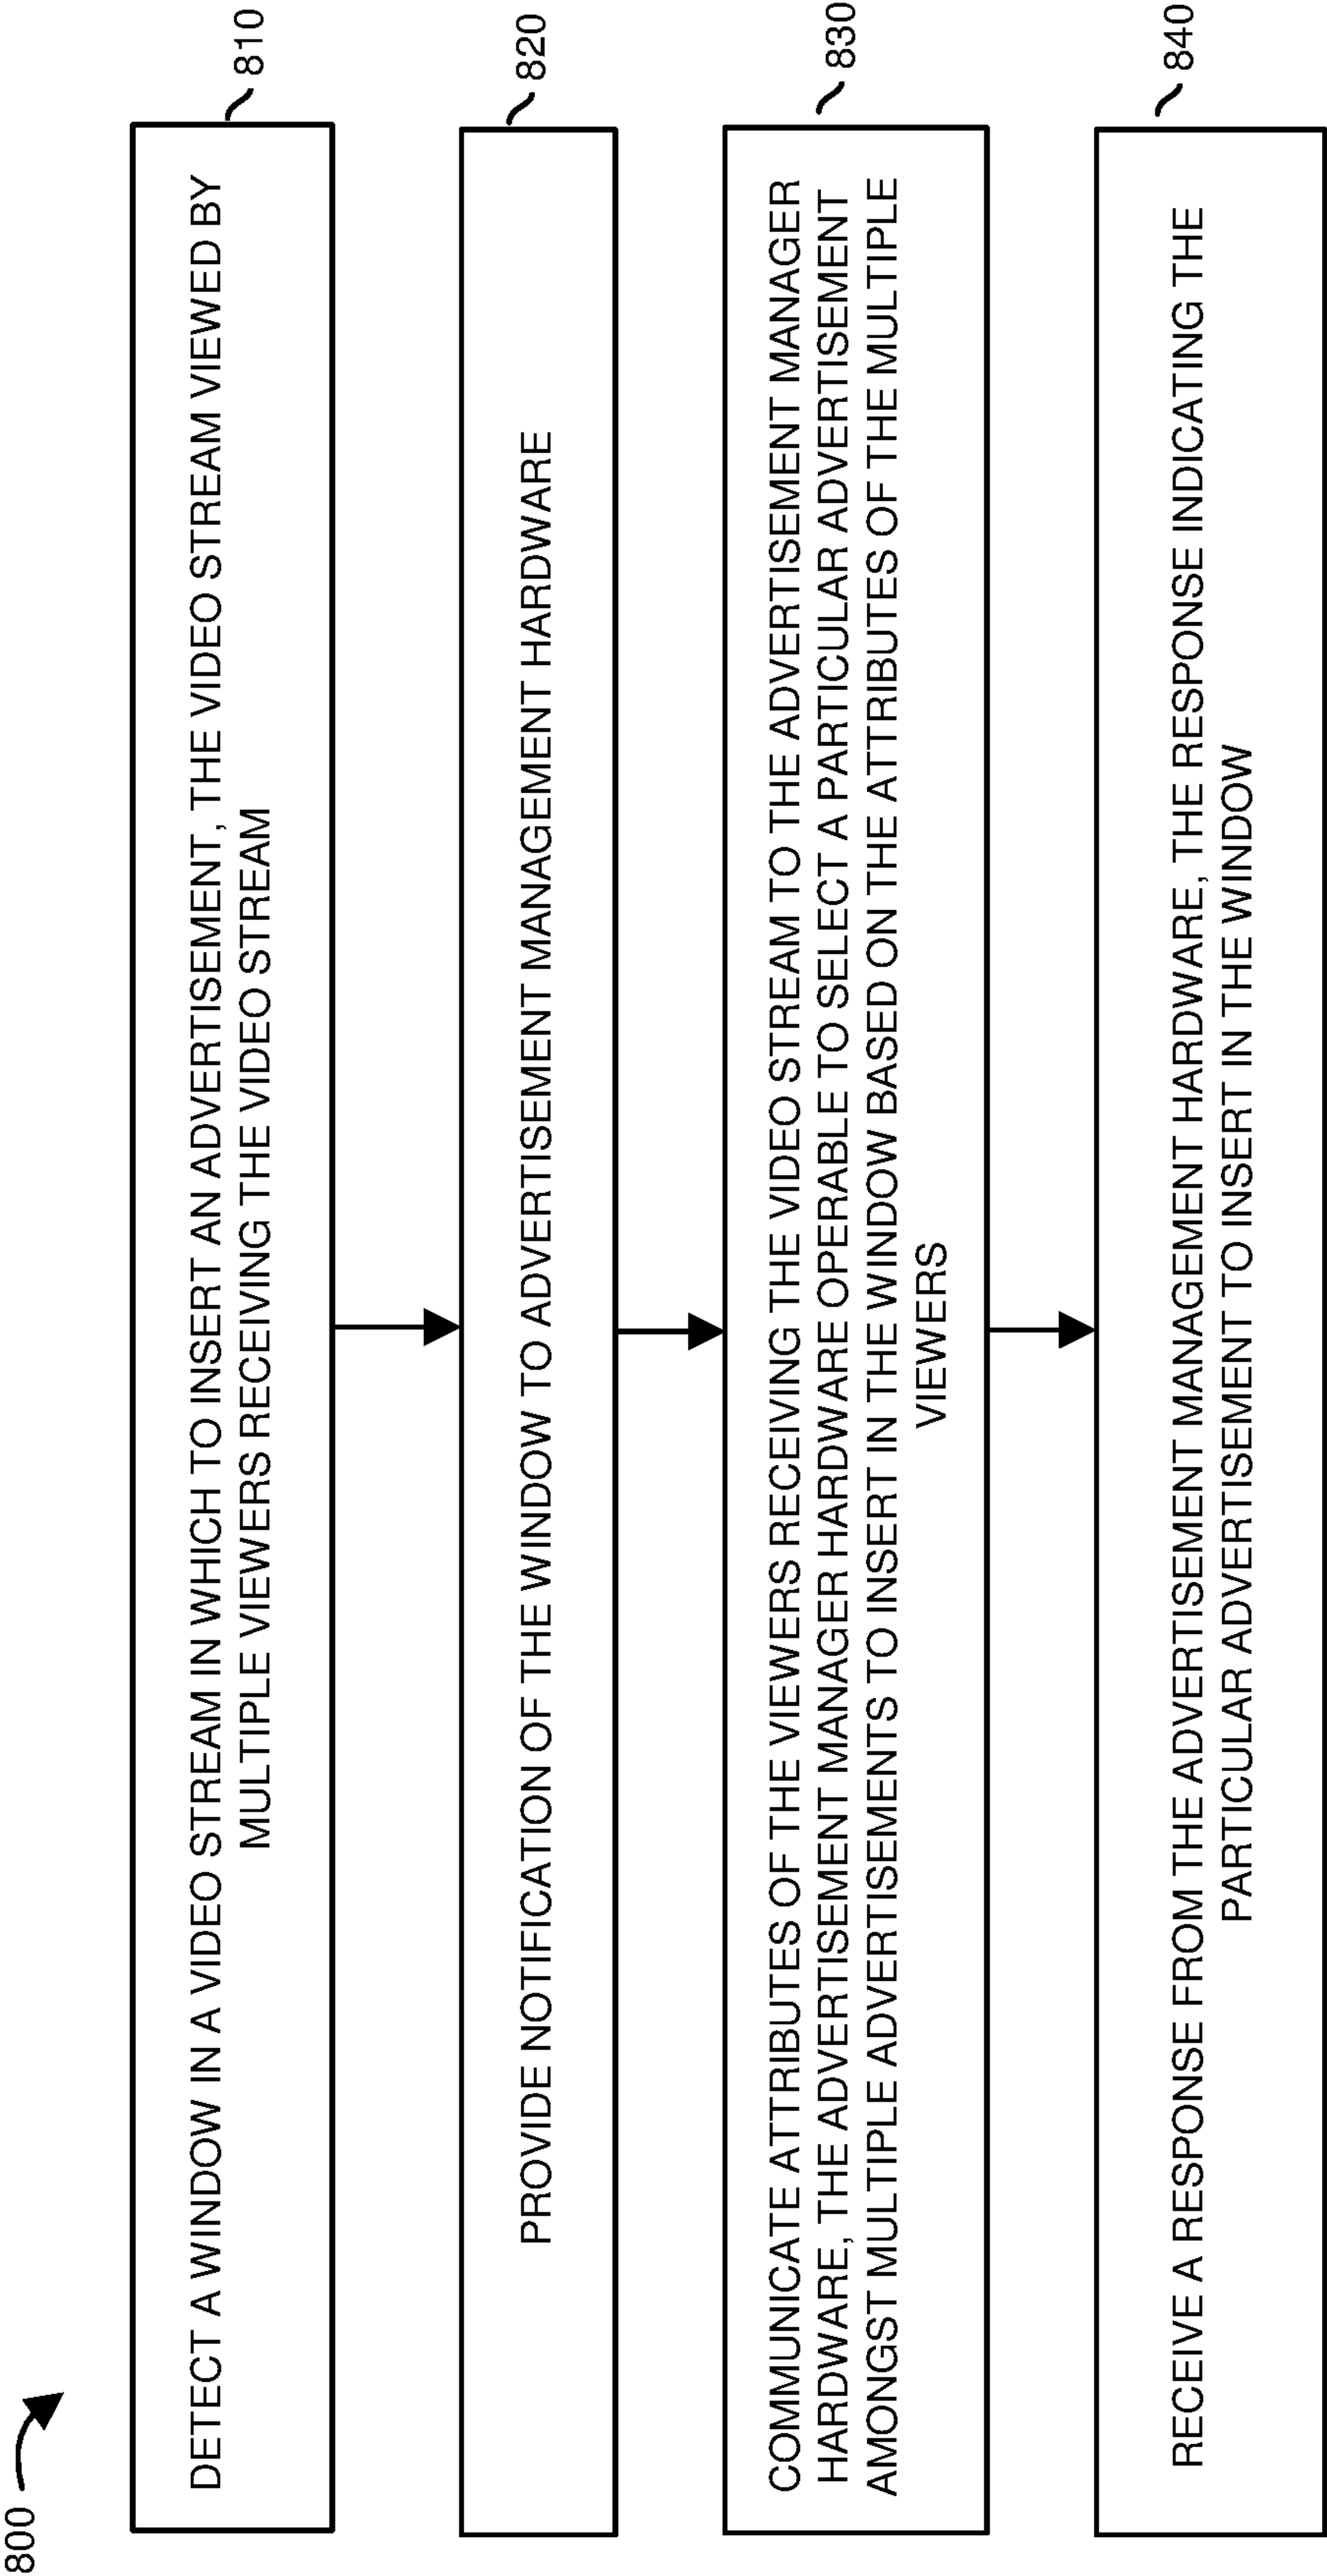 800
DETECT A WINDOW IN A VIDEO STREAM IN WHICH TO INSERT AN ADVERTISEMENT, THE VIDEO STREAM VIEWED BY
MULTIPLE VIEWERS RECEIVING THE VIDEO STREAM
810
PROVIDE NOTIFICATION OF THE WINDOW TO ADVERTISEMENT MANAGEMENT HARDWARE
820
COMMUNICATE ATTRIBUTES OF THE VIEWERS RECEIVING THE VIDEO STREAM TO THE ADVERTISEMENT MANAGER
HARDWARE, THE ADVERTISEMENT MANAGER HARDWARE OPERABLE TO SELECT A PARTICULAR ADVERTISEMENT
AMONGST MULTIPLE ADVERTISEMENTS TO INSERT IN THE WINDOW BASED ON THE ATTRIBUTES OF THE MULTIPLE
VIEWERS
830
RECEIVE A RESPONSE FROM THE ADVERTISEMENT MANAGEMENT HARDWARE, THE RESPONSE INDICATING THE
PARTICULAR ADVERTISEMENT TO INSERT IN THE WINDOW
840